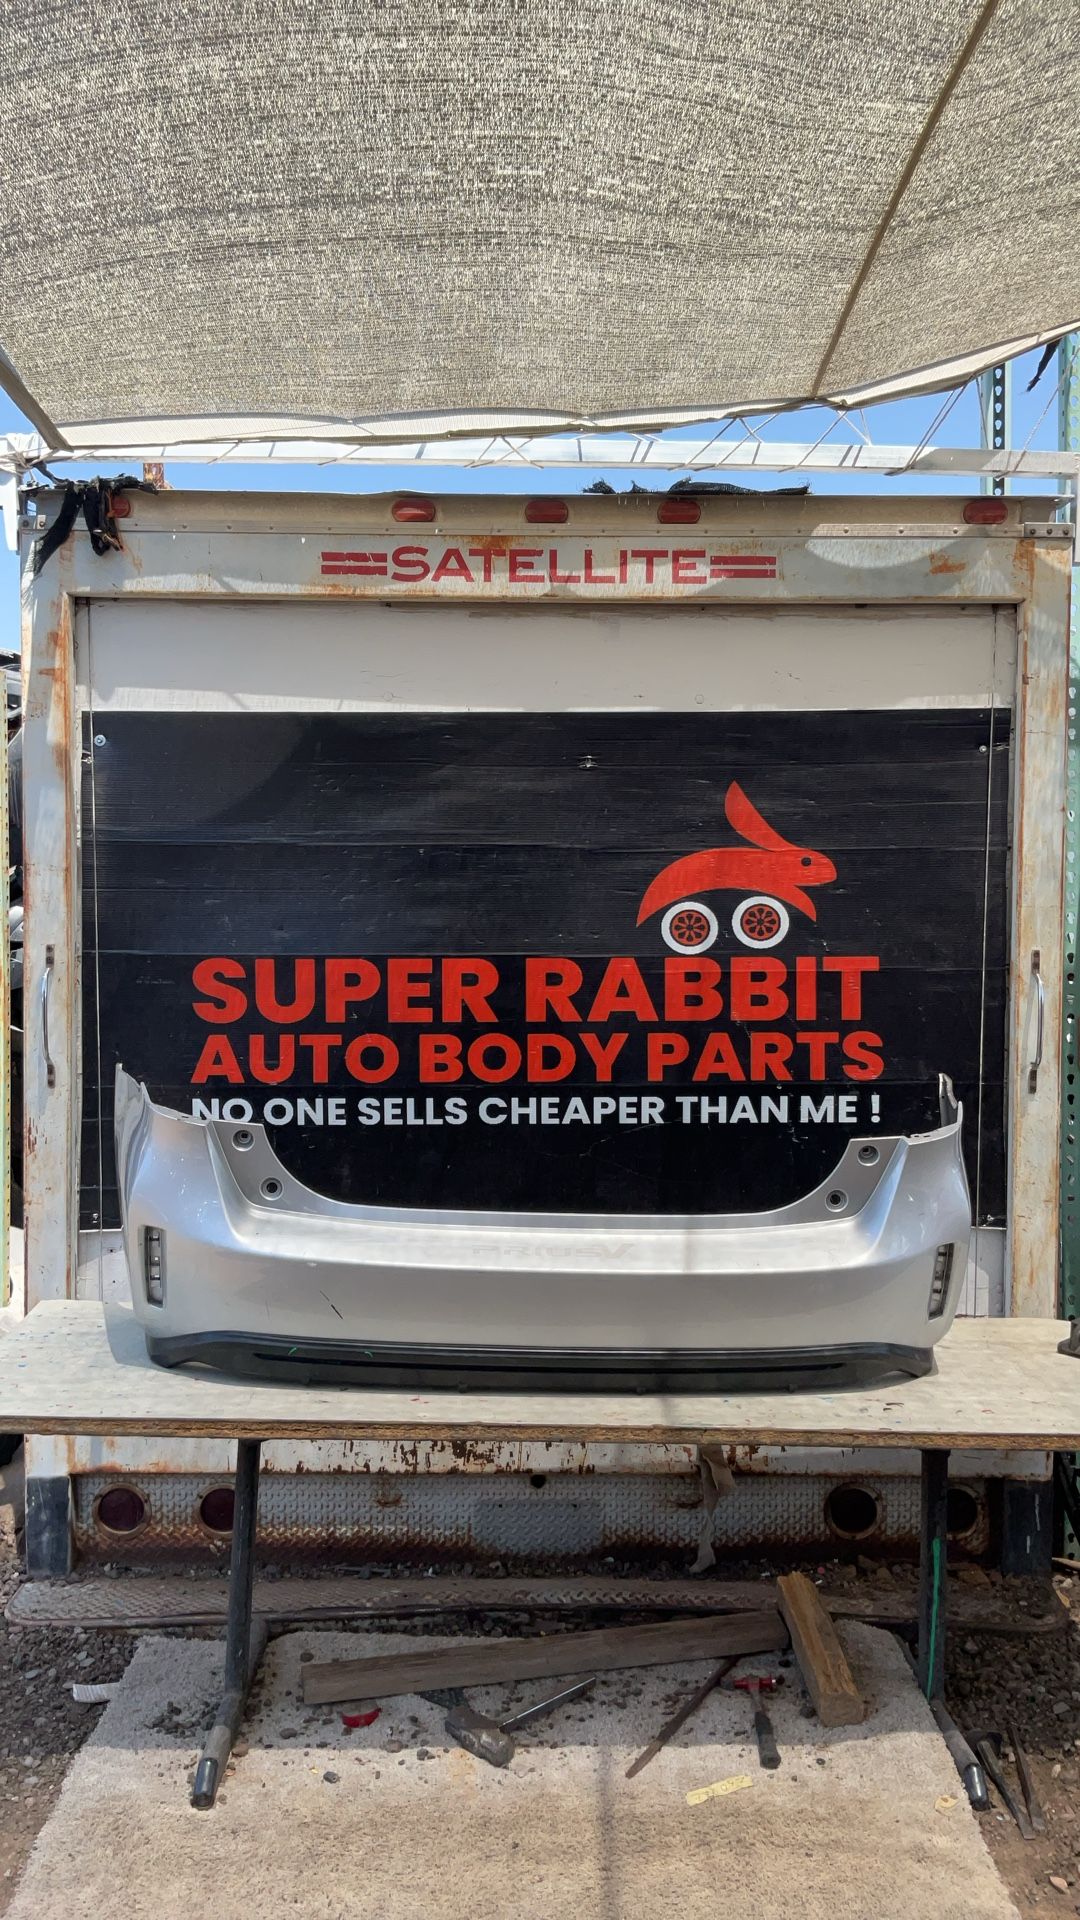 SATELLITE
SUPER RABBIT
AUTO BODY PARTS
NO ONE SELLS CHEAPER THAN ME !
PRIUS V